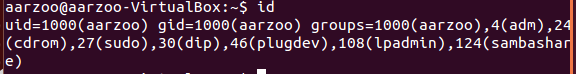 aarzoo@aarzoo-VirtualBox:~$ id
uid=1000(aarzoo) gid=1000(aarzoo) groups=1000(aarzoo),4(adm),24
(cdrom),27(sudo),30(dip),46(plugdev),108(lpadmin),124(sambashar
e)